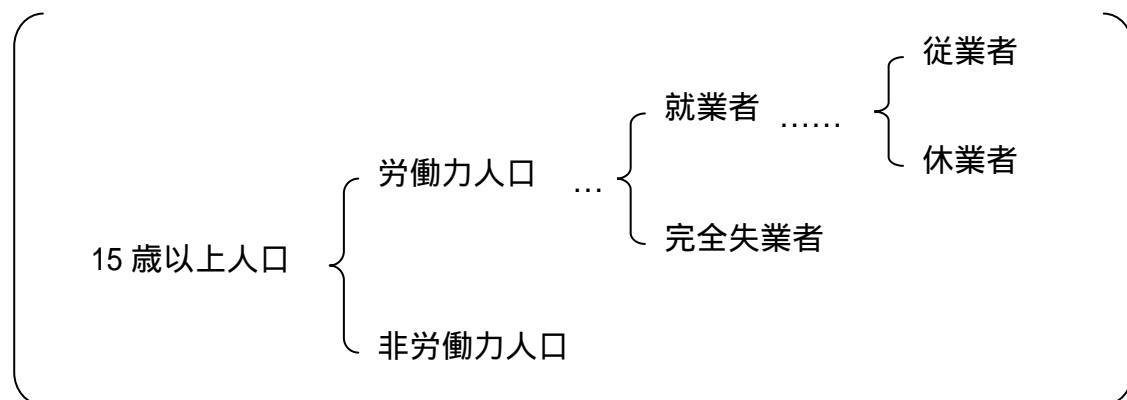 従業者
就業者 ……
休業者
労働力人口 …
完全失業者
15 歳以上人口
非労働力人口